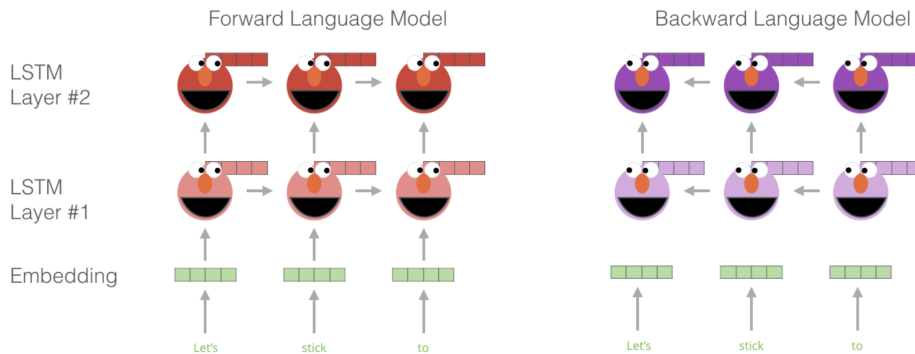 Forward Language Model
Backward Language Model
LSTM
Layer #2
LSTM
Layer #1
Embedding
Let's
stick
to
Let's
stick
to